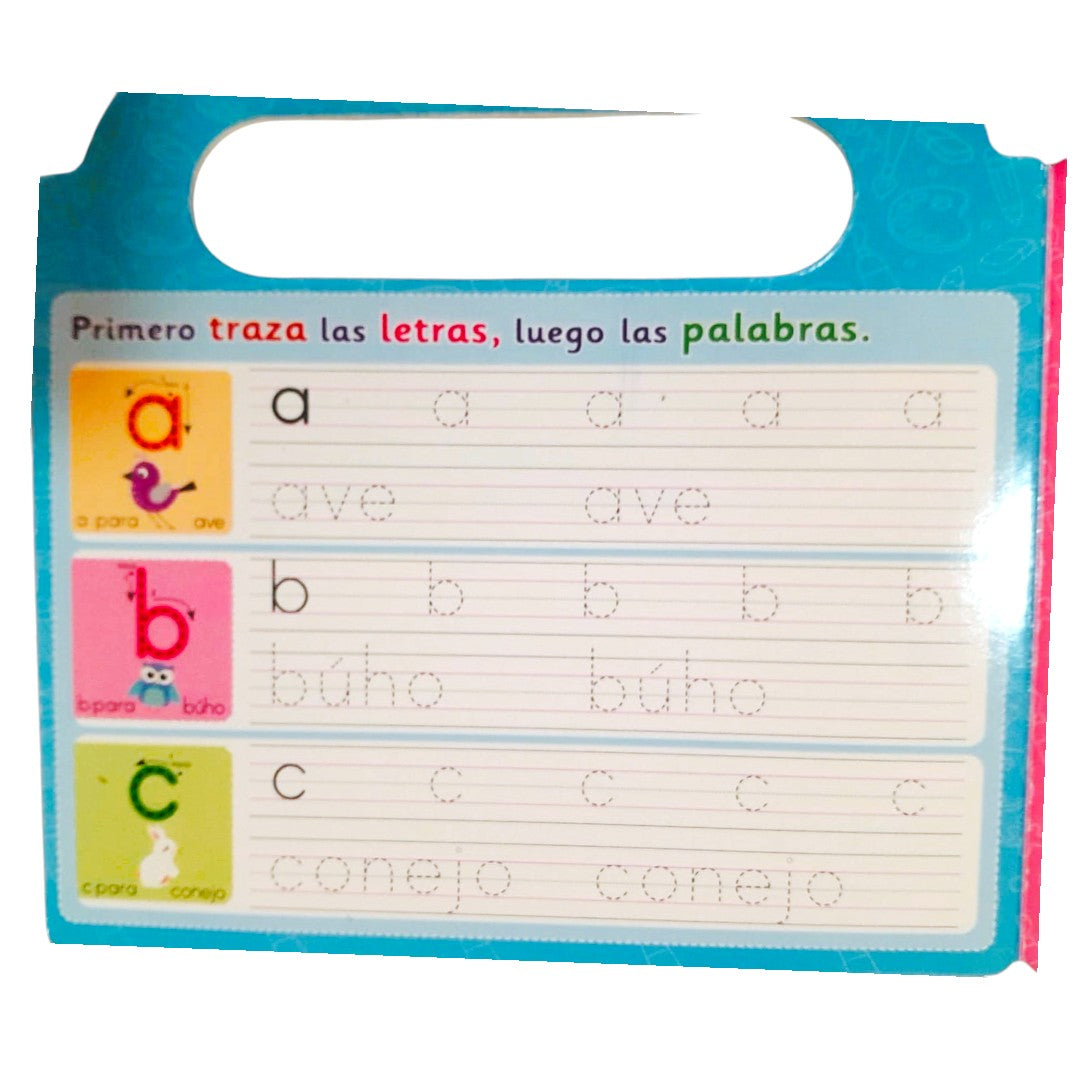 Primero traza las letras, luego las palabras.
a
a para ave
a a a a a
ave ave
b
b para búho
b b b b b
búho búho
c
c para conejo
c c c c c
conejo conejo